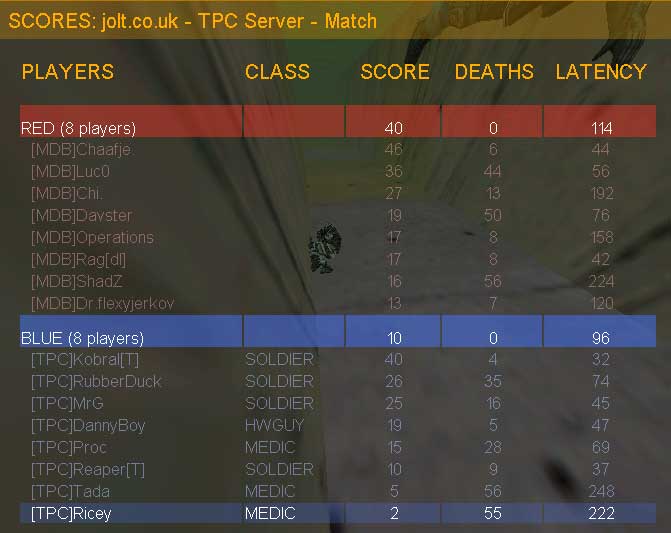 SCORES: jolt.co.uk - TPC Server - Match
PLAYERS CLASS SCORE DEATHS LATENCY
RED (8 players) 40 0 114
[MDB]Chaafje. 46 6 44
[MDB]Luc0 36 44 56
[MDB]Chi. 27 13 192
[MDB]Davster 19 50 76
[MDB]Operations 17 8 158
[MDB]Rag[dl] 17 8 42
[MDB]ShadZ 16 56 224
[MDB]Dr.flexyjerkov 13 7 120
BLUE (8 players) 10 0 96
[TPC]Kobral[T] SOLDIER 40 4 32
[TPC]RubberDuck SOLDIER 26 35 74
[TPC]MrG SOLDIER 25 16 45
[TPC]DannyBoy HWGUY 19 5 47
[TPC]Proc MEDIC 15 28 69
[TPC]Reaper[T] SOLDIER 10 9 37
[TPC]Tada MEDIC 5 56 248
[TPC]Ricey MEDIC 2 55 222